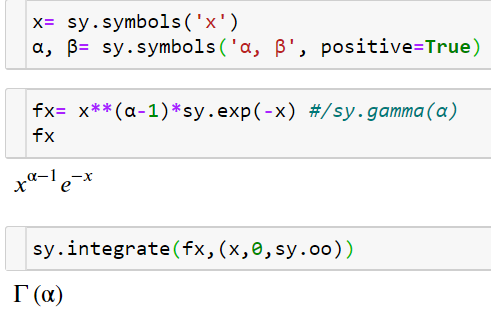 x= sy.symbols('x')
α, β= sy.symbols('α, β', positive=True)
fx= x**(α-1)*sy.exp(-x) #/sy.gamma(α)
fx
x^{α−1} e^{−x}
sy.integrate(fx,(x,0,sy.oo))
Γ (α)